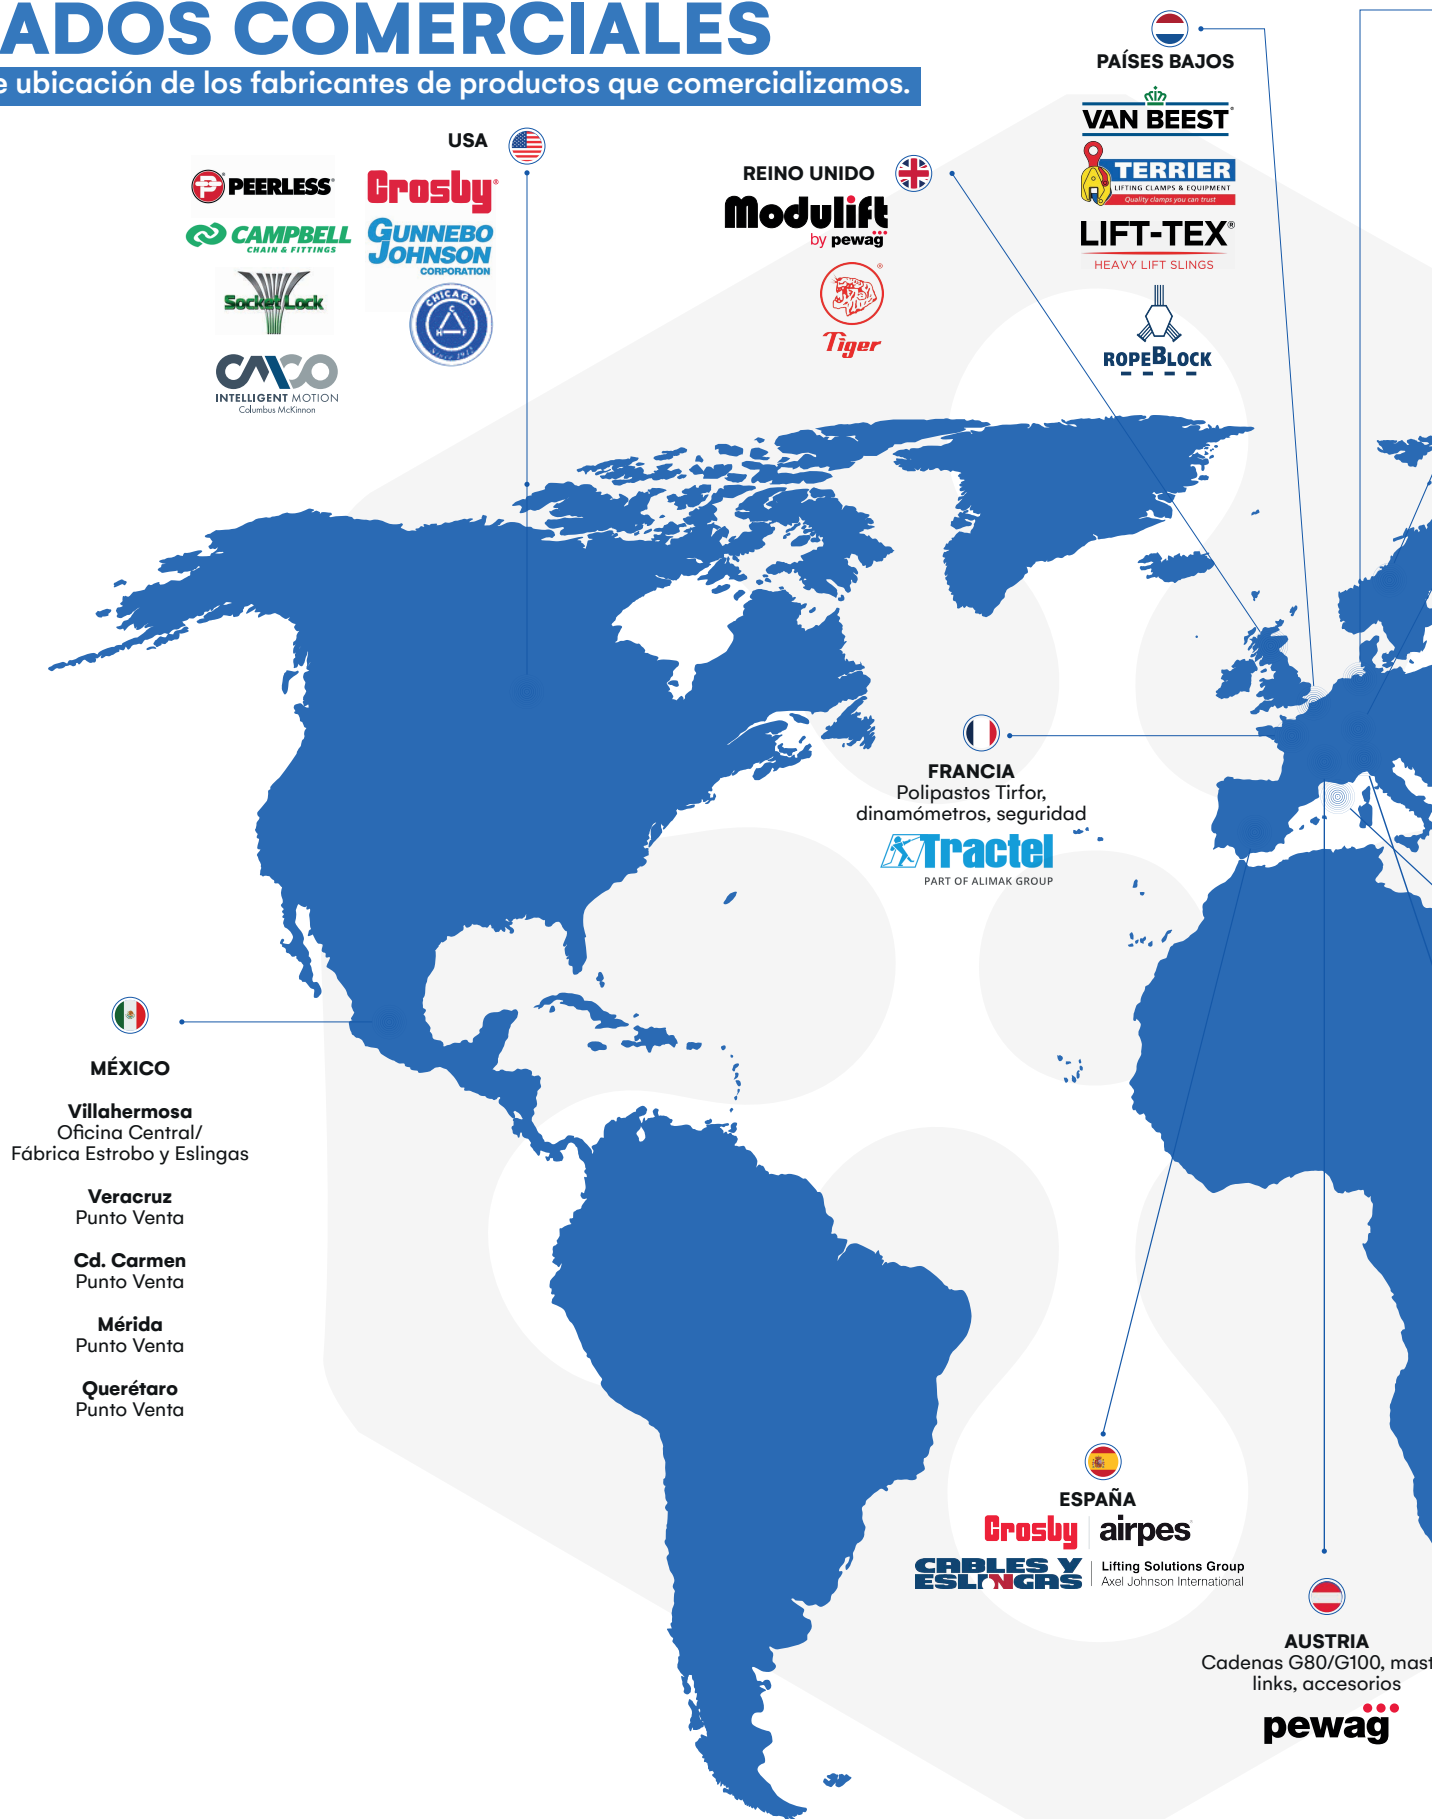 ADOS COMERCIALES
e ubicación de los fabricantes de productos que comercializamos.
USA
PEERLESS
CAMPBELL
CHAIN & FITTINGS
Socket Lock
CMCO
INTELLIGENT MOTION
Columbus McKinnon
Crosby
GUNNEBO
JOHNSON
CORPORATION
CHICAGO
C
H F
Since 1912
REINO UNIDO
Modulift
by pewag
Tiger
PAÍSES BAJOS
VAN BEEST
TERRIER
LIFTING CLAMPS & EQUIPMENT
Quality clamps you can trust
LIFT-TEX®
HEAVY LIFT SLINGS
ROPEBLOCK
FRANCIA
Polipastos Tirfor,
dinamómetros, seguridad
Tractel
PART OF ALIMAK GROUP
MÉXICO
Villahermosa
Oficina Central/
Fábrica Estrobo y Eslingas
Veracruz
Punto Venta
Cd. Carmen
Punto Venta
Mérida
Punto Venta
Querétaro
Punto Venta
ESPAÑA
Crosby | airpes
CABLES Y
ESLINGAS
Lifting Solutions Group
Axel Johnson International
AUSTRIA
Cadenas G80/G100, mast
links, accesorios
pewag